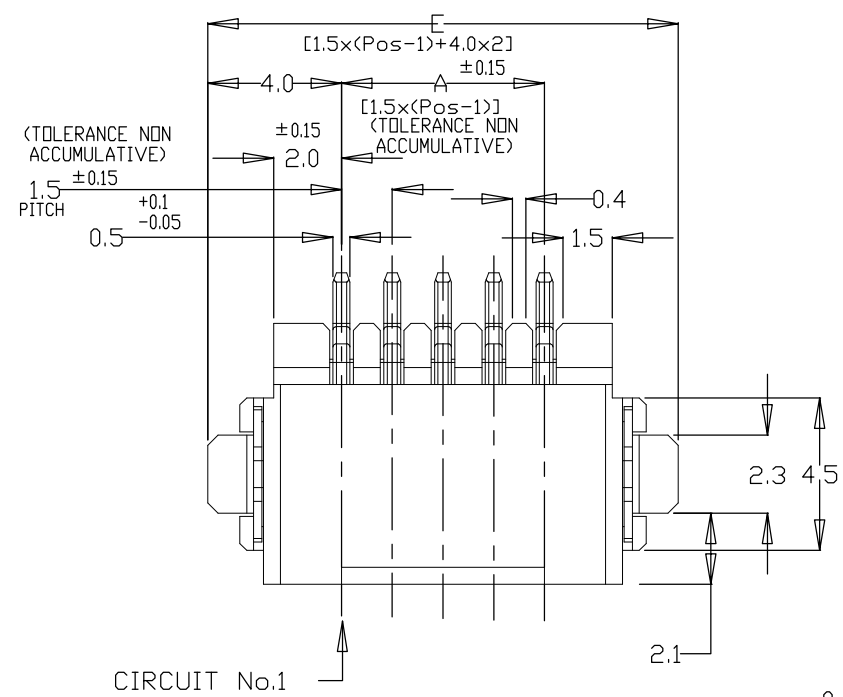 E
[1.5x(Pos-1)+4.0x2]
4.0
A
±0.15
[1.5x(Pos-1)]
(TOLERANCE NON
ACCUMULATIVE)
(TOLERANCE NON
ACCUMULATIVE)
±0.15
2.0
1.5
±0.15
PITCH
0.4
0.5
+0.1
-0.05
1.5
2.3
4.5
2.1
CIRCUIT No.1